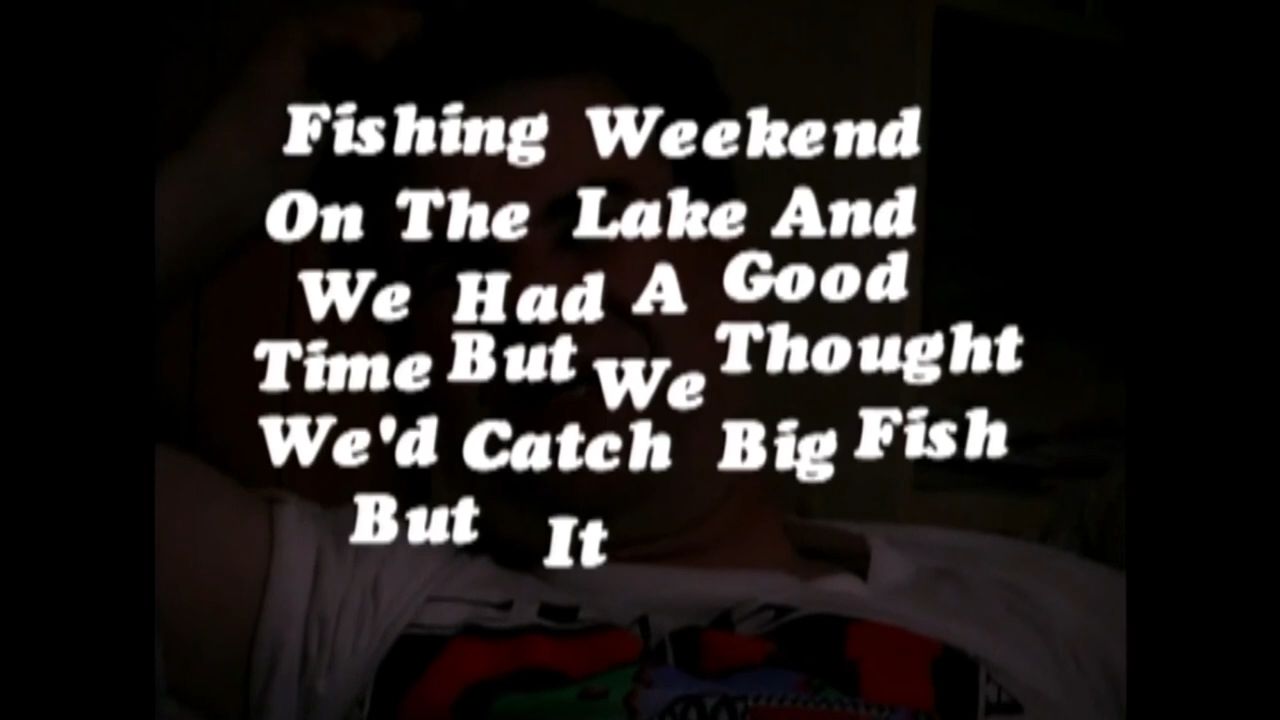 Fishing Weekend
On The Lake And
We Had A Good
Time But We Thought
We'd Catch Big Fish
But It